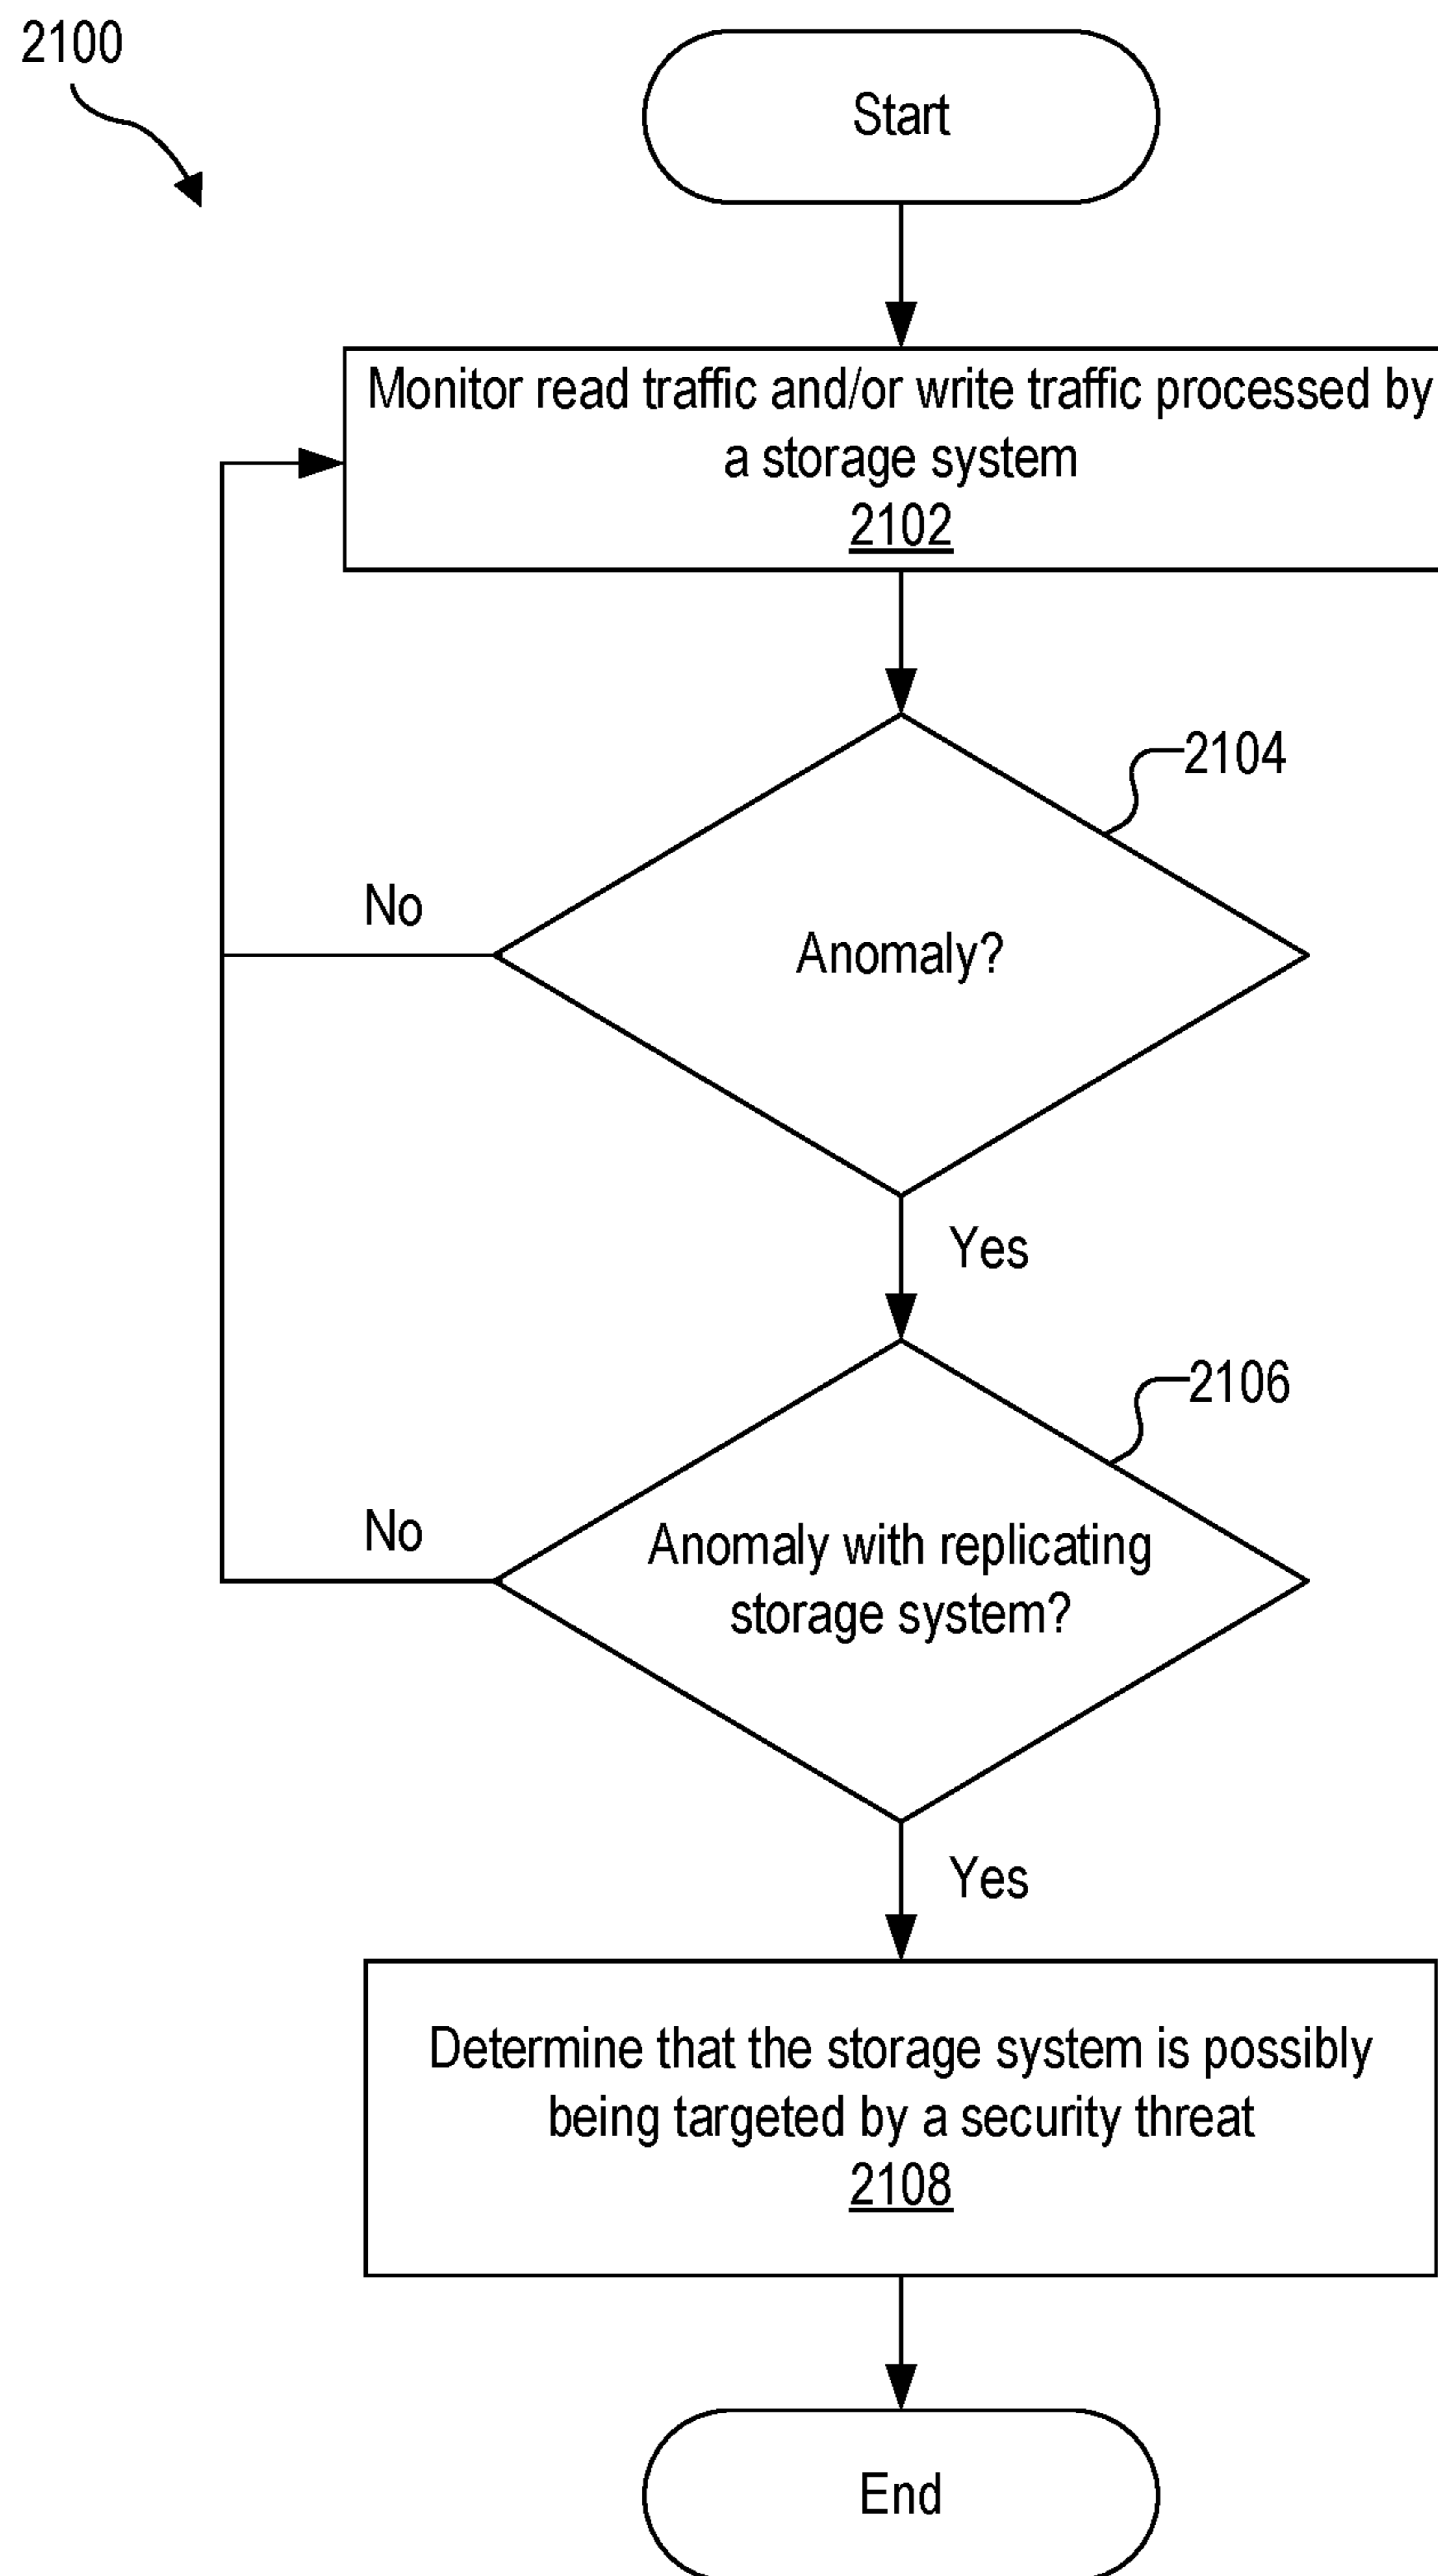 2100
Start
Monitor read traffic and/or write traffic processed by
a storage system
2102
2104
Anomaly?
No
Yes
2106
Anomaly with replicating
storage system?
No
Yes
Determine that the storage system is possibly
being targeted by a security threat
2108
End